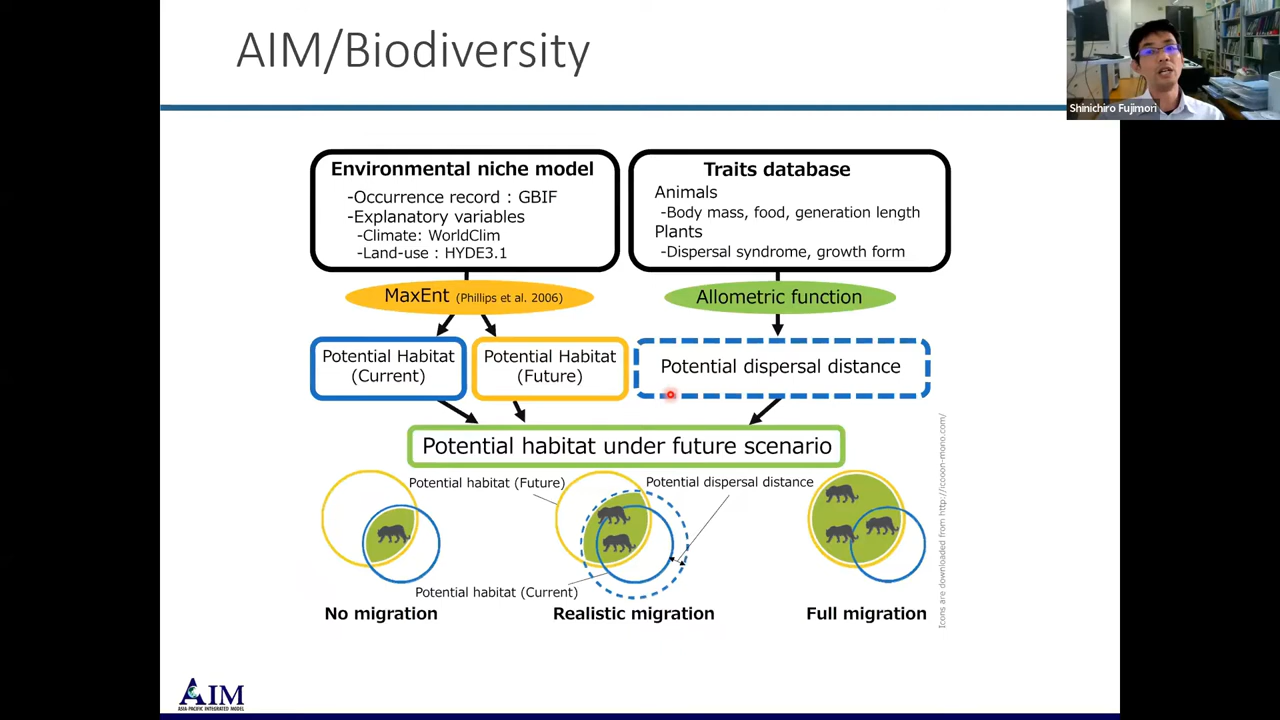 AIM/Biodiversity
Shinichiro Fujimori
Environmental niche model
-Occurrence record : GBIF
-Explanatory variables
-Climate: WorldClim
-Land-use : HYDE3.1
Traits database
Animals
-Body mass, food, generation length
Plants
-Dispersal syndrome, growth form
MaxEnt (Phillips et al. 2006)
Allometric function
Potential Habitat
(Current)
Potential Habitat
(Future)
Potential dispersal distance
Potential habitat under future scenario
Potential habitat (Future)
Potential dispersal distance
Potential habitat (Current)
No migration
Realistic migration
Full migration
Icons are downloaded from http://icooon-mono.com/
AIM
ASIA-PACIFIC INTEGRATED MODEL